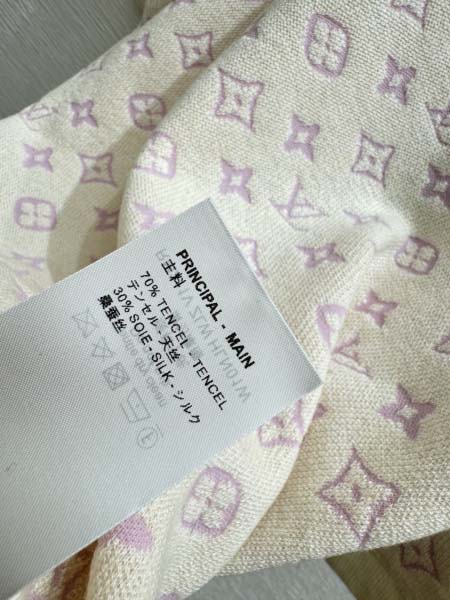 PRINCIPAL - MAIN
主料
70% TENCEL - TENCEL
テンセル - 天丝
30% SOIE - SILK - シルク
桑蚕丝